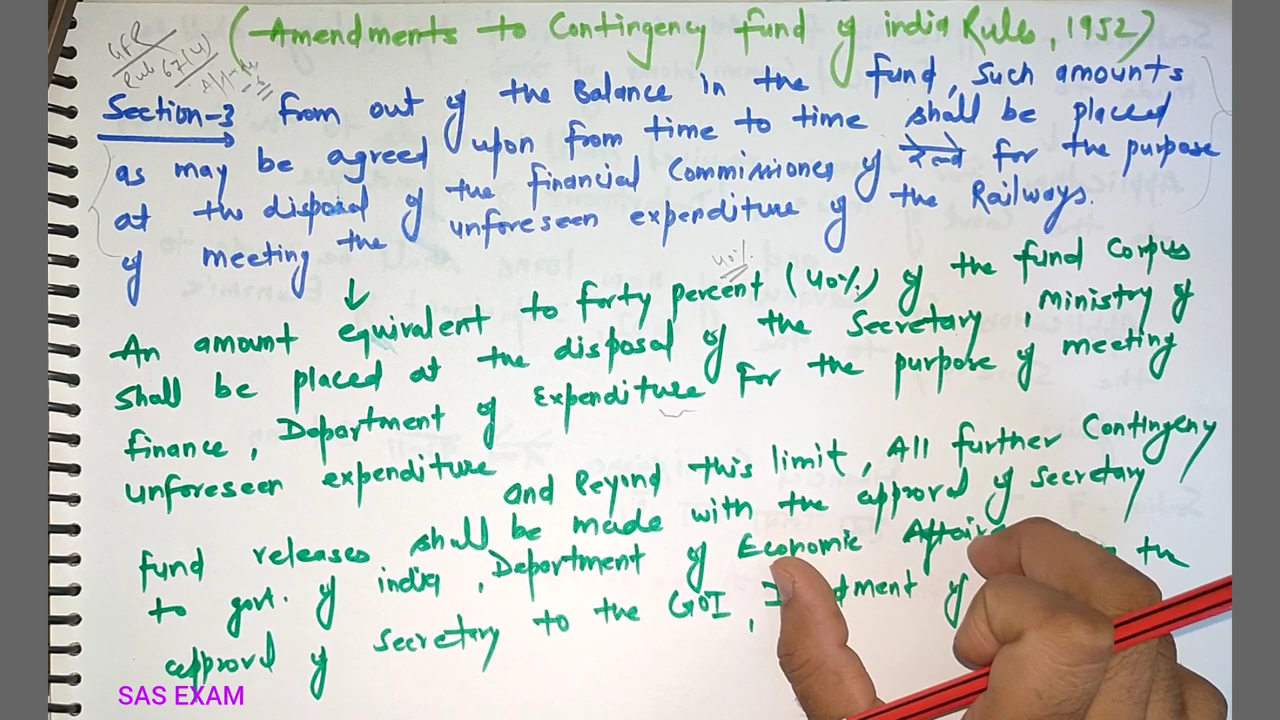 (Amendments to Contingency fund of india Rules, 1952)
GFR
Rule 67(4)
Section-3 from out of the Balance in the fund, such amounts
as may be agreed upon from time to time shall be placed
at the disposal of the financial Commissioner of for the purpose
of meeting the unforeseen expenditure of the Railways.
40%
An amount equivalent to forty percent (40%) of the fund Corpus
shall be placed at the disposal of the Secretary, ministry of
finance, Department of Expenditure for the purpose of meeting
unforeseen expenditure and Beyond this limit, All further Contingeny
fund releases shall be made with the approval of secretary
to govt. of india, Department of Economic Affairs the
approval of secretary to the GOI, of
SAS EXAM